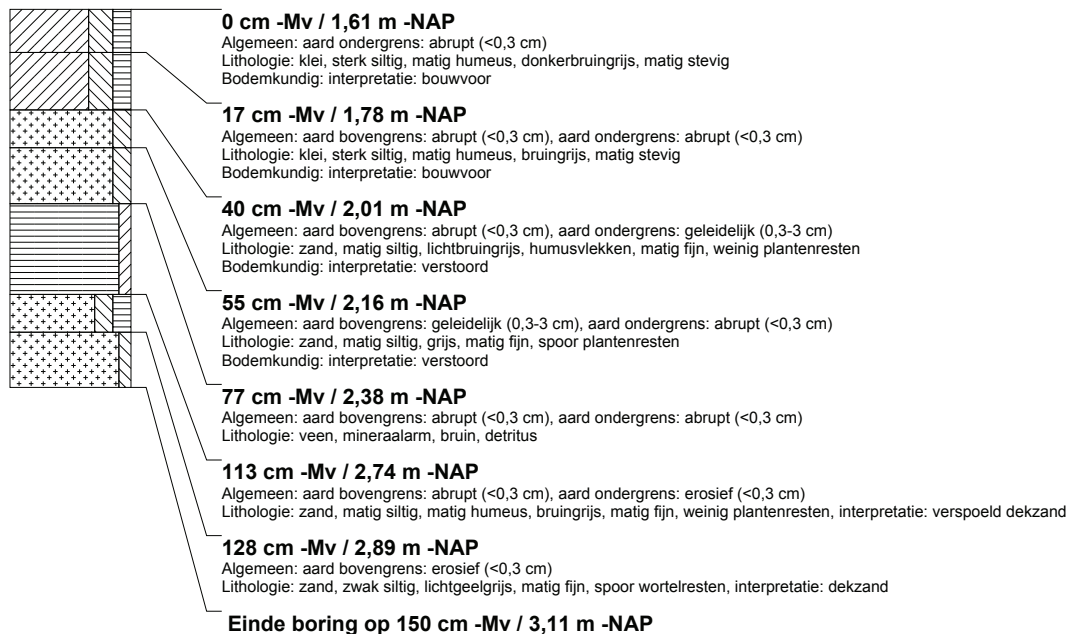 0 cm -Mv / 1,61 m -NAP
Algemeen: aard ondergrens: abrupt (<0,3 cm)
Lithologie: klei, sterk siltig, matig humeus, donkerbruingrijs, matig stevig
Bodemkundig: interpretatie: bouwvoor
17 cm -Mv / 1,78 m -NAP
Algemeen: aard bovengrens: abrupt (<0,3 cm), aard ondergrens: abrupt (<0,3 cm)
Lithologie: klei, sterk siltig, matig humeus, bruingrijs, matig stevig
Bodemkundig: interpretatie: bouwvoor
40 cm -Mv / 2,01 m -NAP
Algemeen: aard bovengrens: abrupt (<0,3 cm), aard ondergrens: geleidelijk (0,3-3 cm)
Lithologie: zand, matig siltig, lichtbruingrijs, humusvlekken, matig fijn, weinig plantenresten
Bodemkundig: interpretatie: verstoord
55 cm -Mv / 2,16 m -NAP
Algemeen: aard bovengrens: geleidelijk (0,3-3 cm), aard ondergrens: abrupt (<0,3 cm)
Lithologie: zand, matig siltig, grijs, matig fijn, spoor plantenresten
Bodemkundig: interpretatie: verstoord
77 cm -Mv / 2,38 m -NAP
Algemeen: aard bovengrens: abrupt (<0,3 cm), aard ondergrens: abrupt (<0,3 cm)
Lithologie: veen, mineraalarm, bruin, detritus
113 cm -Mv / 2,74 m -NAP
Algemeen: aard bovengrens: abrupt (<0,3 cm), aard ondergrens: erosief (<0,3 cm)
Lithologie: zand, matig siltig, matig humeus, bruingrijs, matig fijn, weinig plantenresten, interpretatie: verspoeld dekzand
128 cm -Mv / 2,89 m -NAP
Algemeen: aard bovengrens: erosief (<0,3 cm)
Lithologie: zand, zwak siltig, lichtgeelgrijs, matig fijn, spoor wortelresten, interpretatie: dekzand
Einde boring op 150 cm -Mv / 3,11 m -NAP